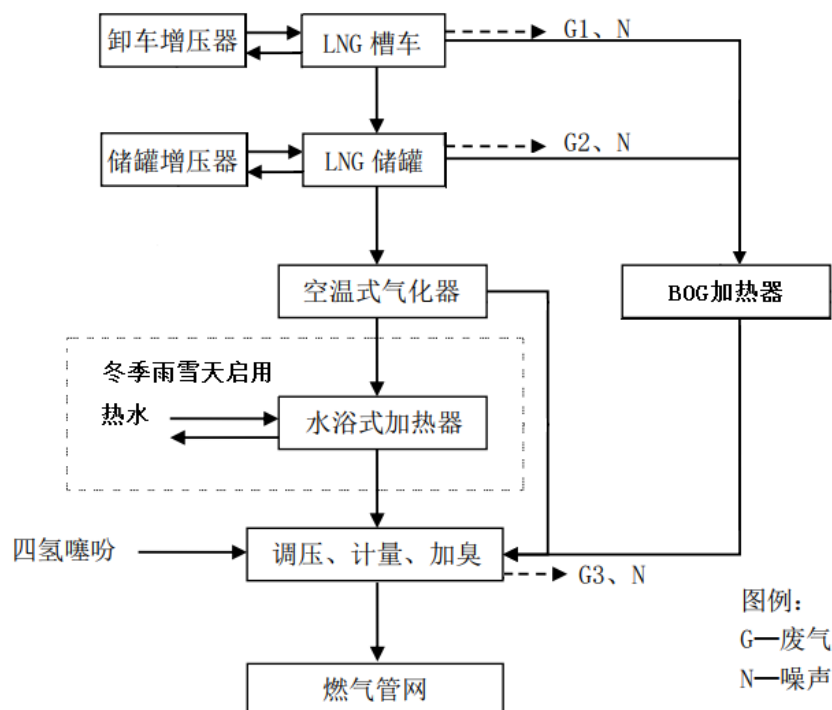 卸车增压器
LNG 槽车
G1、N
储罐增压器
LNG 储罐
G2、N
空温式气化器
BOG加热器
冬季雨雪天启用
热水
水浴式加热器
四氢噻吩
调压、计量、加臭
G3、N
图例：
G—废气
N—噪声
燃气管网